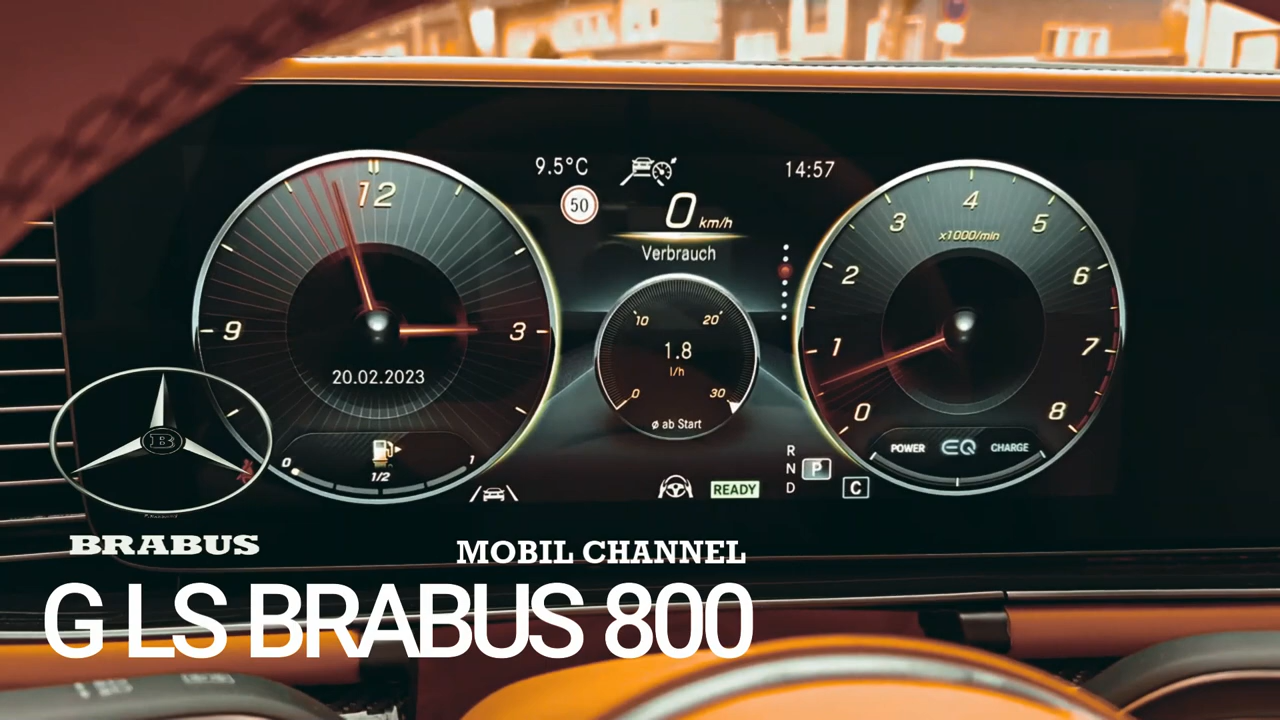 9.5°C
14:57
50
0 km/h
Verbrauch
12
9
3
20.02.2023
0
1/2
1
10
20
1.8
l/h
0
30
ø ab Start
4
3
5
x1000/min
2
6
1
7
0
8
POWER EQ CHARGE
R
N
P
D
C
READY
B
BRABUS
MOBIL CHANNEL
G LS BRABUS 800